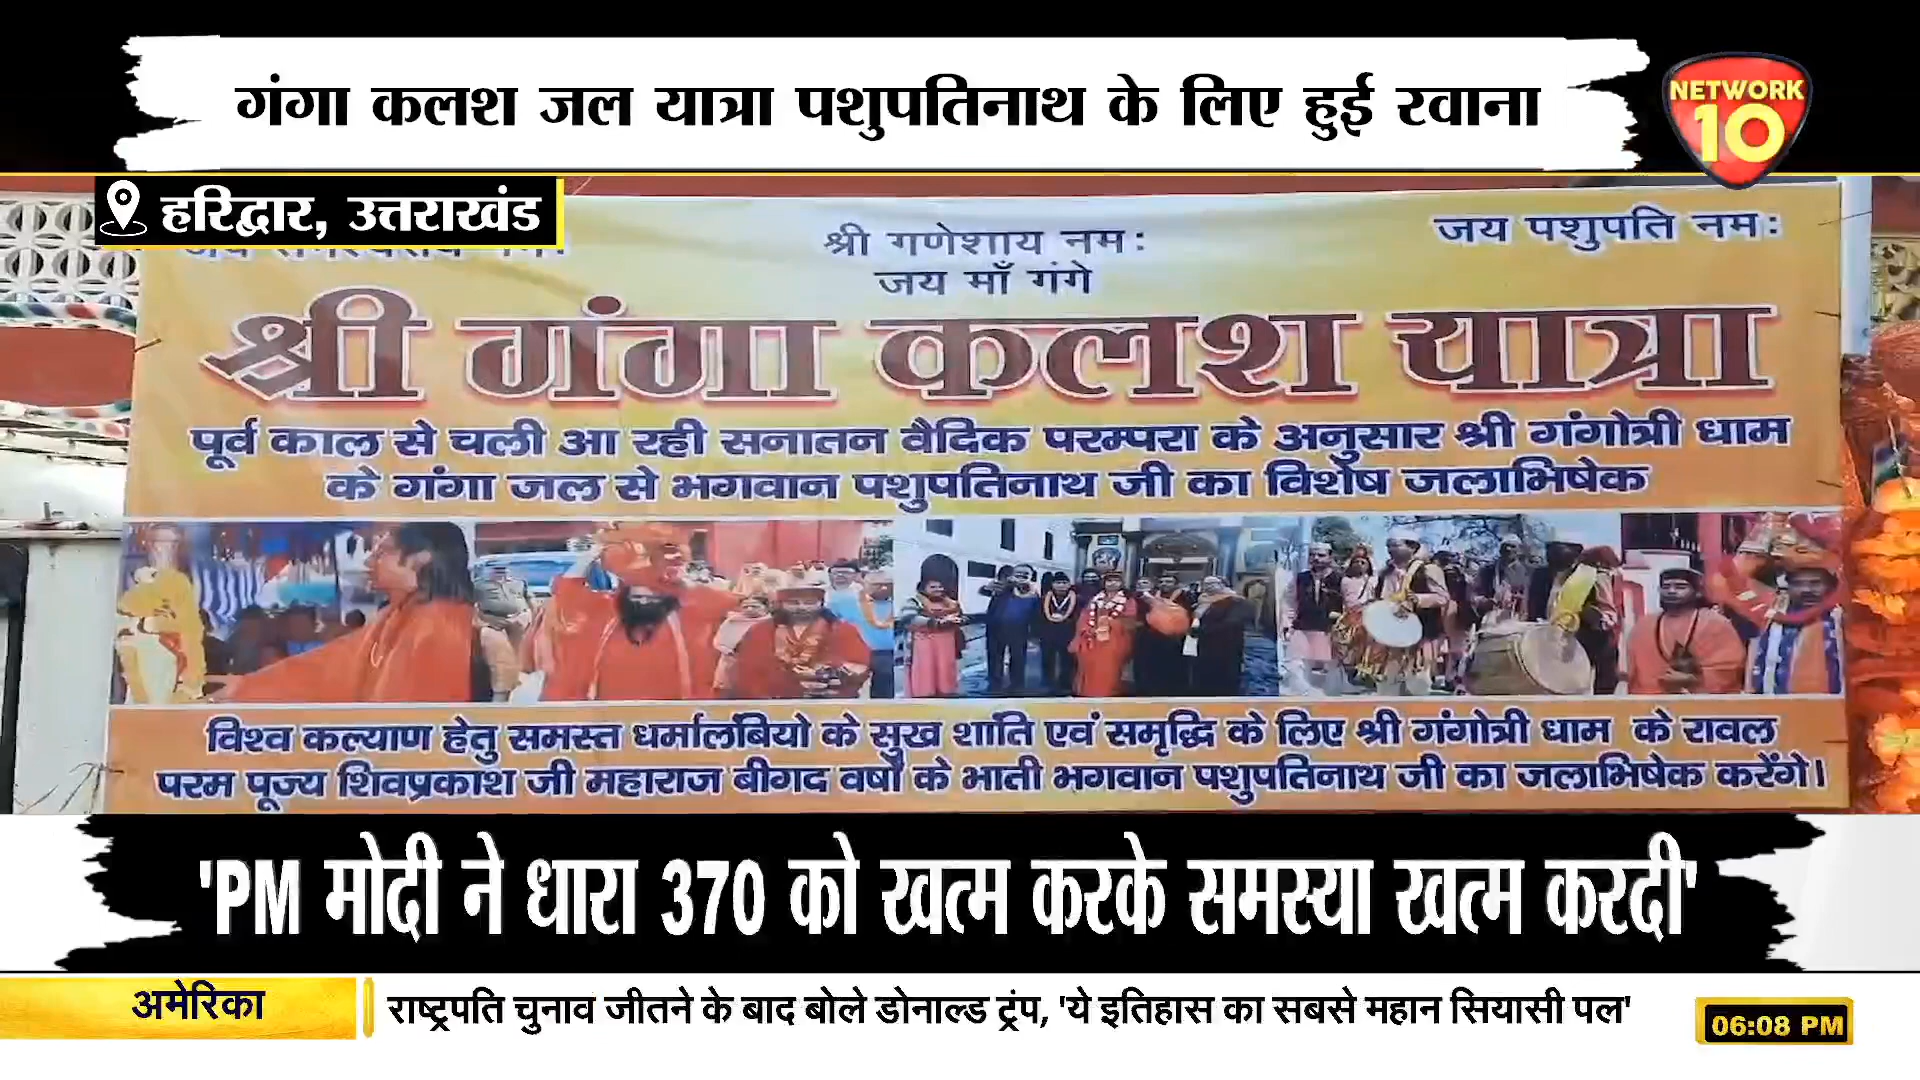 गंगा कलश जल यात्रा पशुपतिनाथ के लिए हुई रवाना
NETWORK
10
हरिद्वार, उत्तराखंड
श्री गणेशाय नम:
जय पशुपति नम:
जय माँ गंगे
श्री गंगा कलश यात्रा
पूर्व काल से चली आ रही सनातन वैदिक परम्परा के अनुसार श्री गंगोत्री धाम
के गंगा जल से भगवान पशुपतिनाथ जी का विशेष जलाभिषेक
विश्व कल्याण हेतु समस्त धर्मालंबियो के सुख शांति एवं समृद्धि के लिए श्री गंगोत्री धाम के रावल
परम पूज्य शिवप्रकाश जी महाराज बीगद वर्षों के भाती भगवान पशुपतिनाथ जी का जलाभिषेक करेंगे।
'PM मोदी ने धारा 370 को खत्म करके समस्या खत्म करदी'
अमेरिका
राष्ट्रपति चुनाव जीतने के बाद बोले डोनाल्ड ट्रंप, 'ये इतिहास का सबसे महान सियासी पल'
06:08 PM